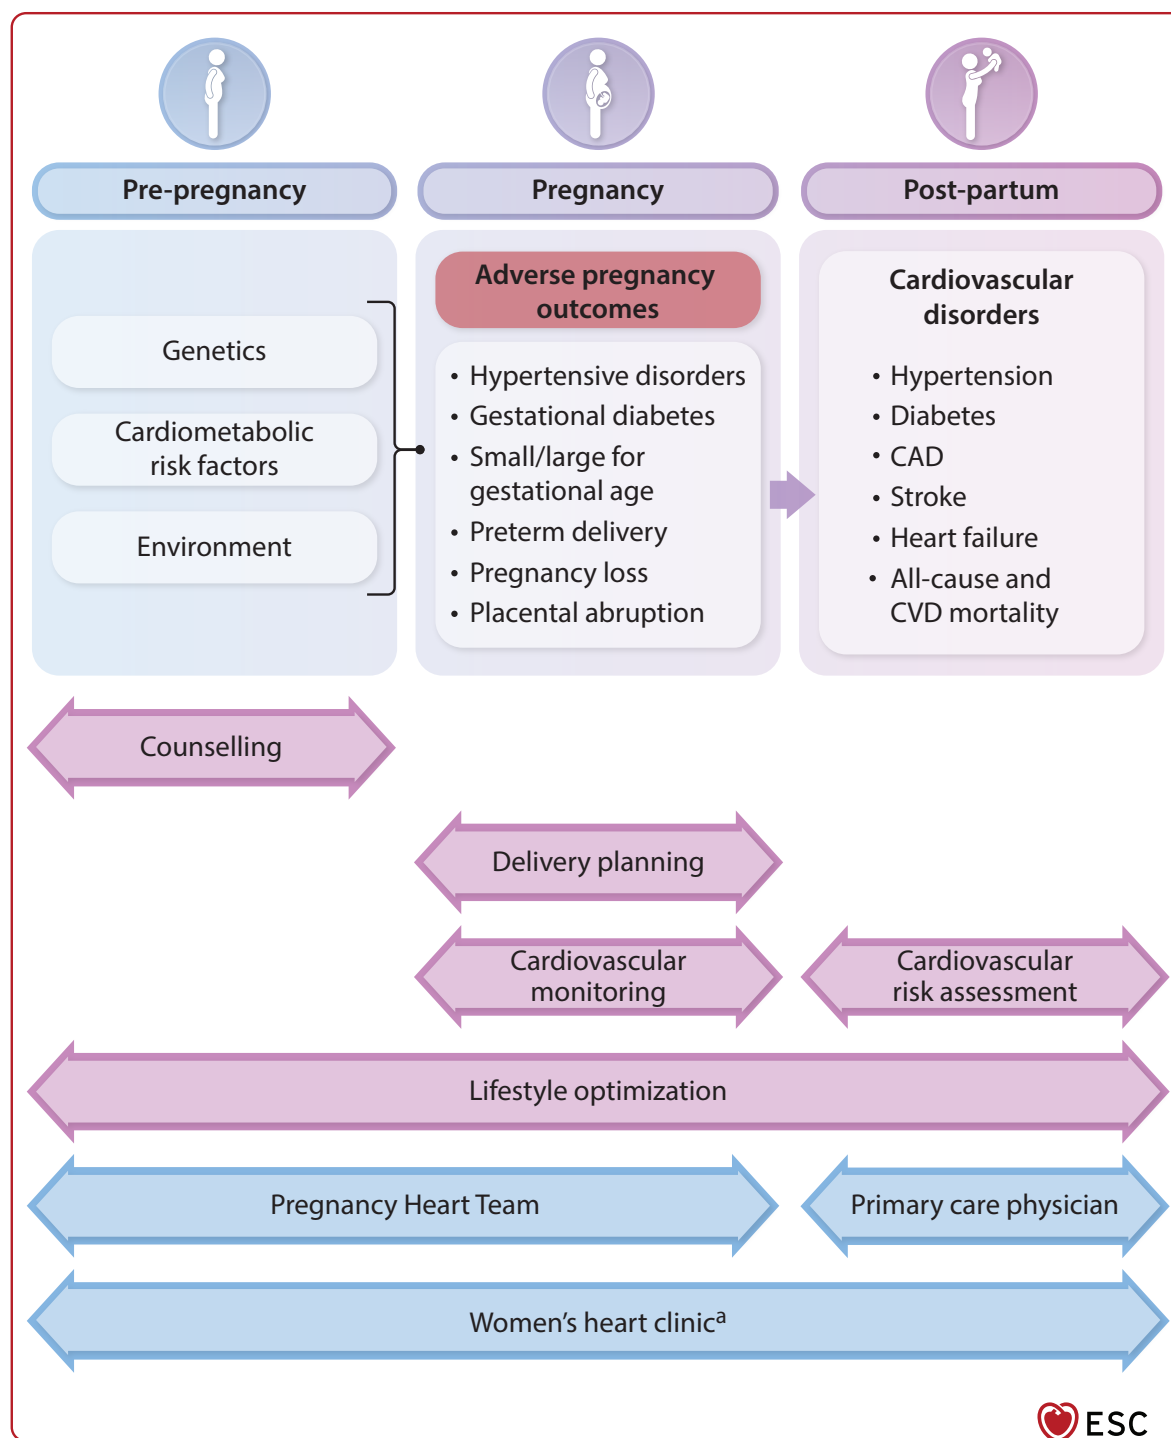 Pre-pregnancy
Pregnancy
Post-partum
Genetics
Cardiometabolic
risk factors
Environment
Adverse pregnancy
outcomes
• Hypertensive disorders
• Gestational diabetes
• Small/large for
gestational age
• Preterm delivery
• Pregnancy loss
• Placental abruption
Cardiovascular
disorders
• Hypertension
• Diabetes
• CAD
• Stroke
• Heart failure
• All-cause and
CVD mortality
Counselling
Delivery planning
Cardiovascular
monitoring
Cardiovascular
risk assessment
Lifestyle optimization
Pregnancy Heart Team
Primary care physician
Women’s heart clinicª
ESC